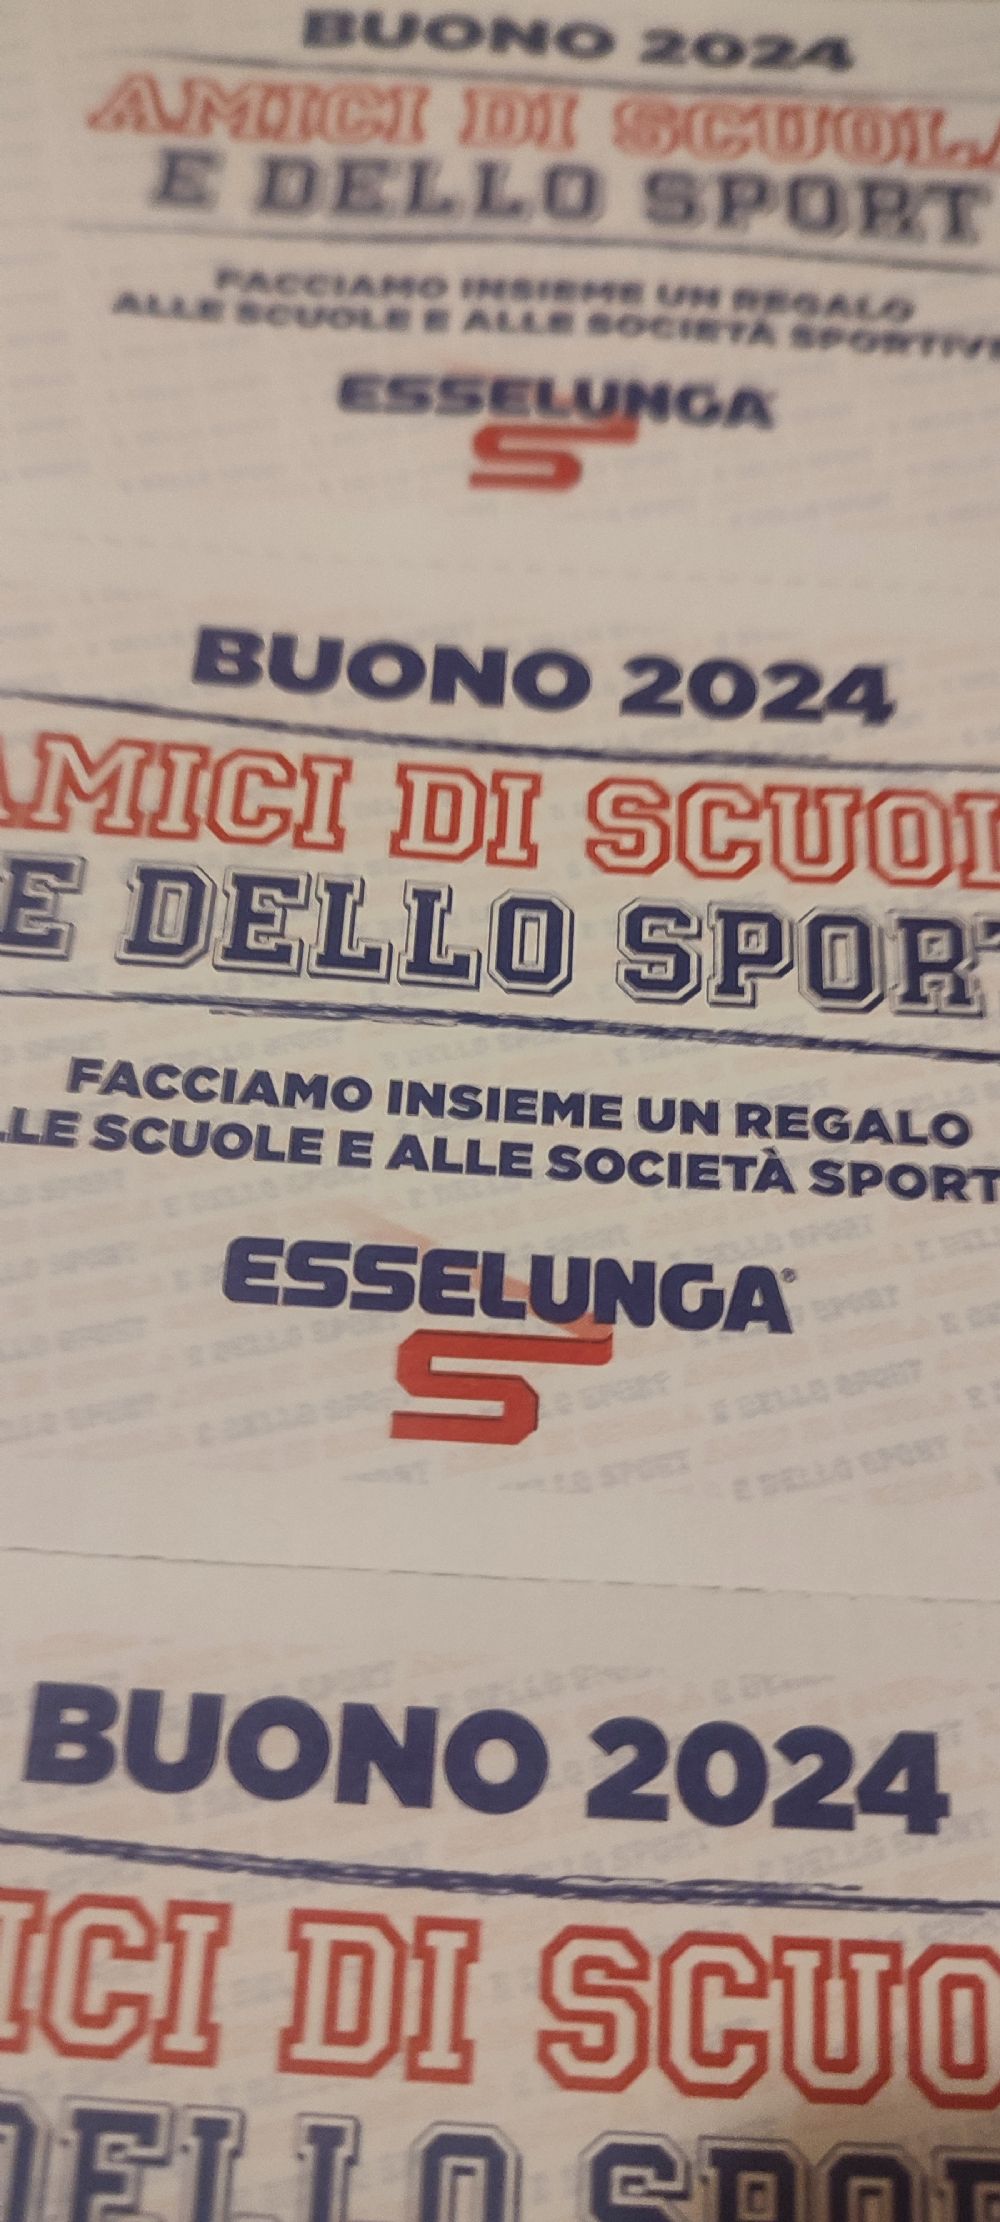 BUONO 2024
AMICI DI SCUOLA
E DELLO SPORT
FACCIAMO INSIEME UN REGALO
ALLE SCUOLE E ALLE SOCIETÀ SPORTIVE
ESSELUNGA
BUONO 2024
AMICI DI SCUOL
E DELLO SPORT
FACCIAMO INSIEME UN REGALO
LLE SCUOLE E ALLE SOCIETÀ SPORT
ESSELUNGA®
BUONO 2024
ICI DI SCUO
DELLO SPOR